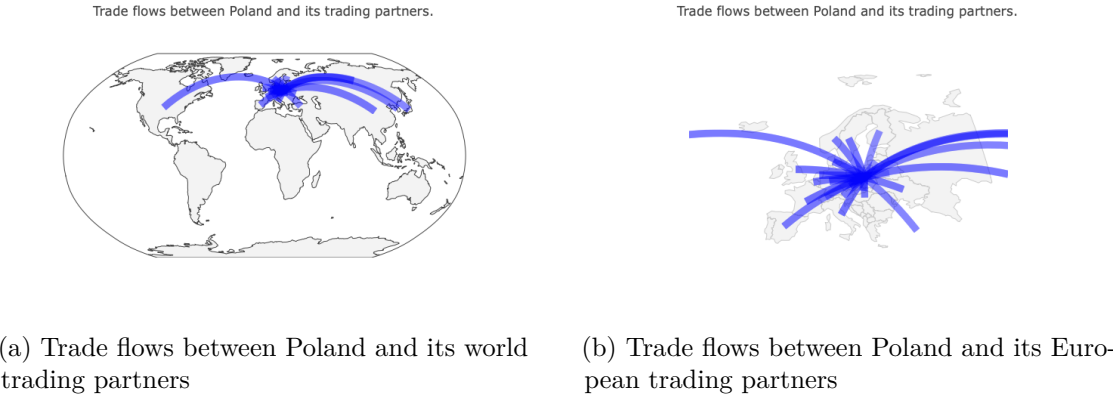 Trade flows between Poland and its trading partners.
Trade flows between Poland and its trading partners.
(a) Trade flows between Poland and its world
trading partners
(b) Trade flows between Poland and its Euro-
pean trading partners